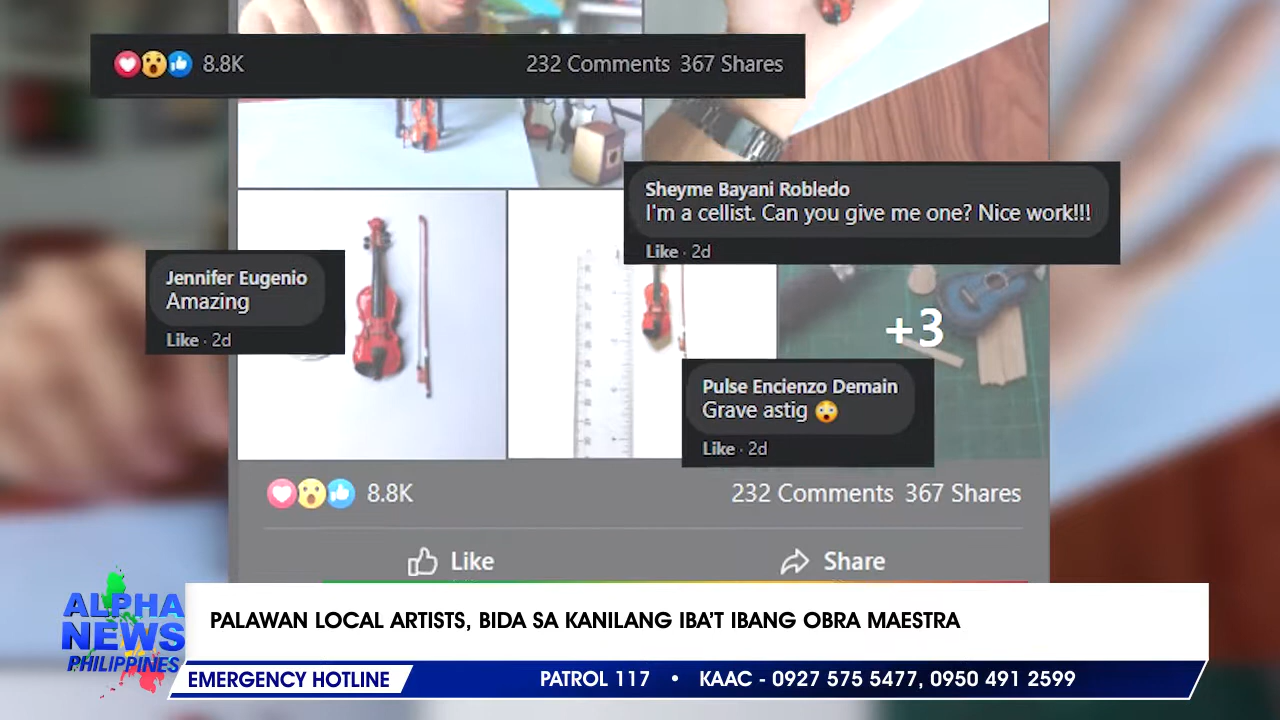 8.8K 232 Comments 367 Shares
Sheyme Bayani Robledo
I'm a cellist. Can you give me one? Nice work!!!
Like · 2d
Jennifer Eugenio
Amazing
Like · 2d
+3
Pulse Encienzo Demain
Grave astig 😳
Like · 2d
8.8K 232 Comments 367 Shares
Like Share
ALPHA
NEWS
PHILIPPINES
PALAWAN LOCAL ARTISTS, BIDA SA KANILANG IBA'T IBANG OBRA MAESTRA
EMERGENCY HOTLINE PATROL 117 • KAAC - 0927 575 5477, 0950 491 2599